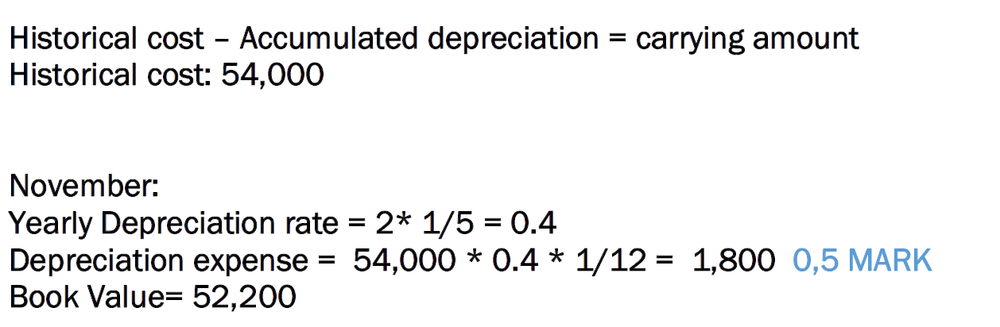 Historical cost – Accumulated depreciation = carrying amount
Historical cost: 54,000
November:
Yearly Depreciation rate = 2* 1/5 = 0.4
Depreciation expense =  54,000 * 0.4 * 1/12 =  1,800  0,5 MARK
Book Value= 52,200